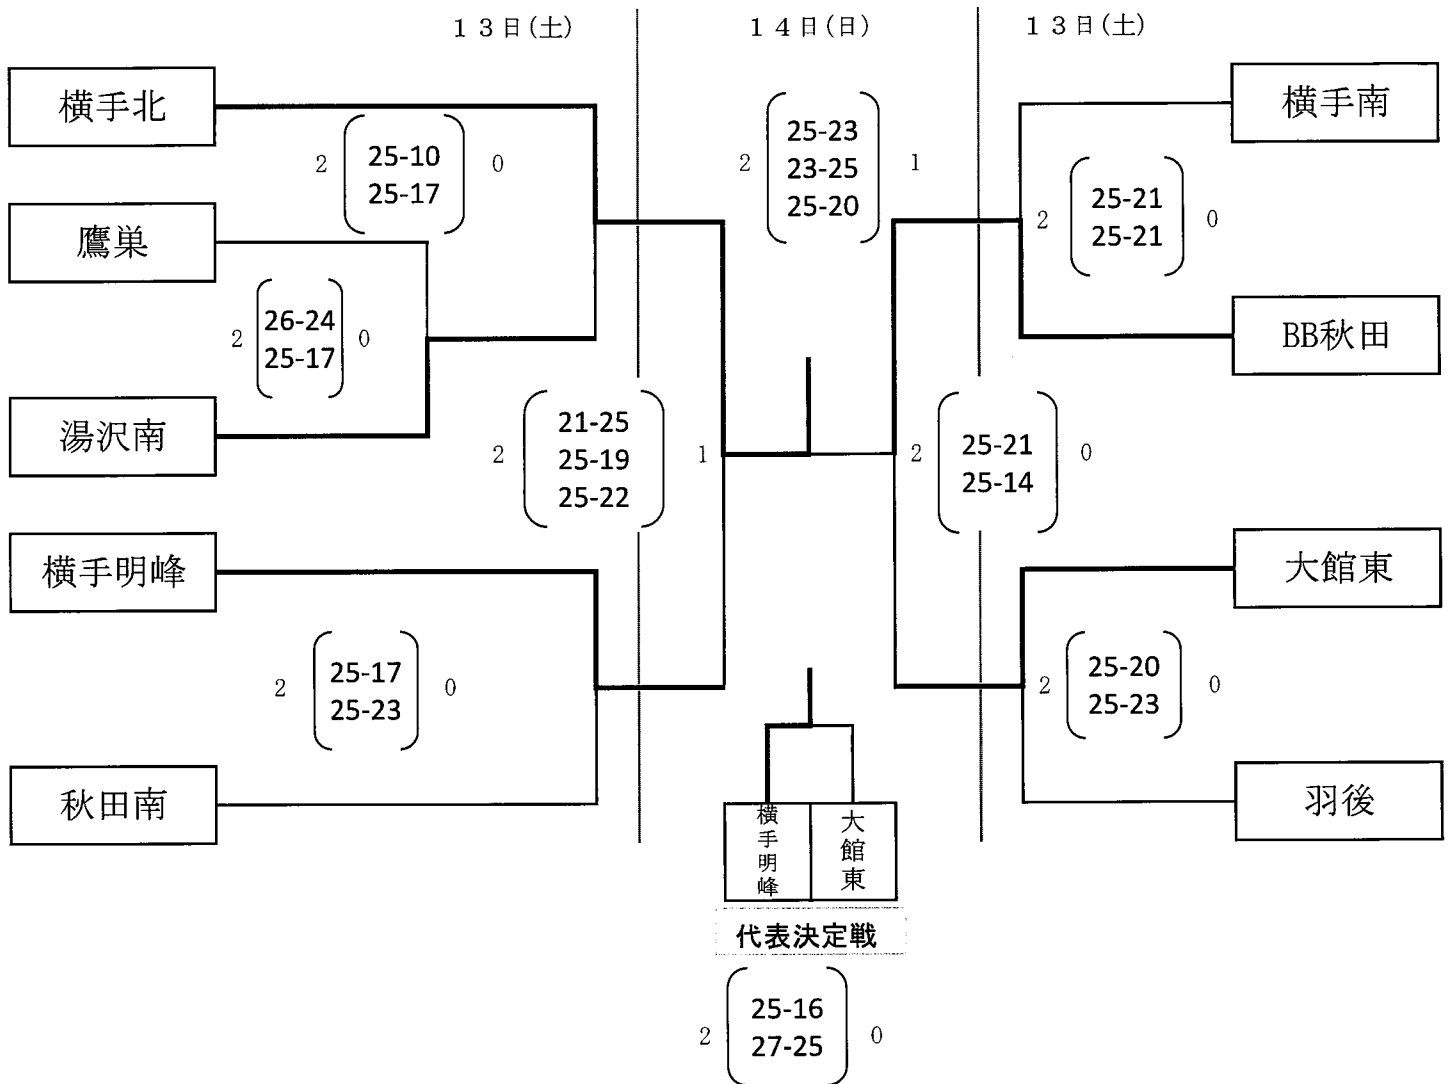 １３日(土)
１４日(日)
１３日(土)
横手北
横手南
25-23
23-25
25-20
2
1
25-10
25-17
2
0
25-21
25-21
2
0
鷹巣
26-24
25-17
2
0
BB秋田
湯沢南
21-25
25-19
25-22
2
1
25-21
25-14
2
0
横手明峰
大館東
25-17
25-23
2
0
25-20
25-23
2
0
秋田南
羽後
横手明峰
大館東
代表決定戦
25-16
27-25
2
0